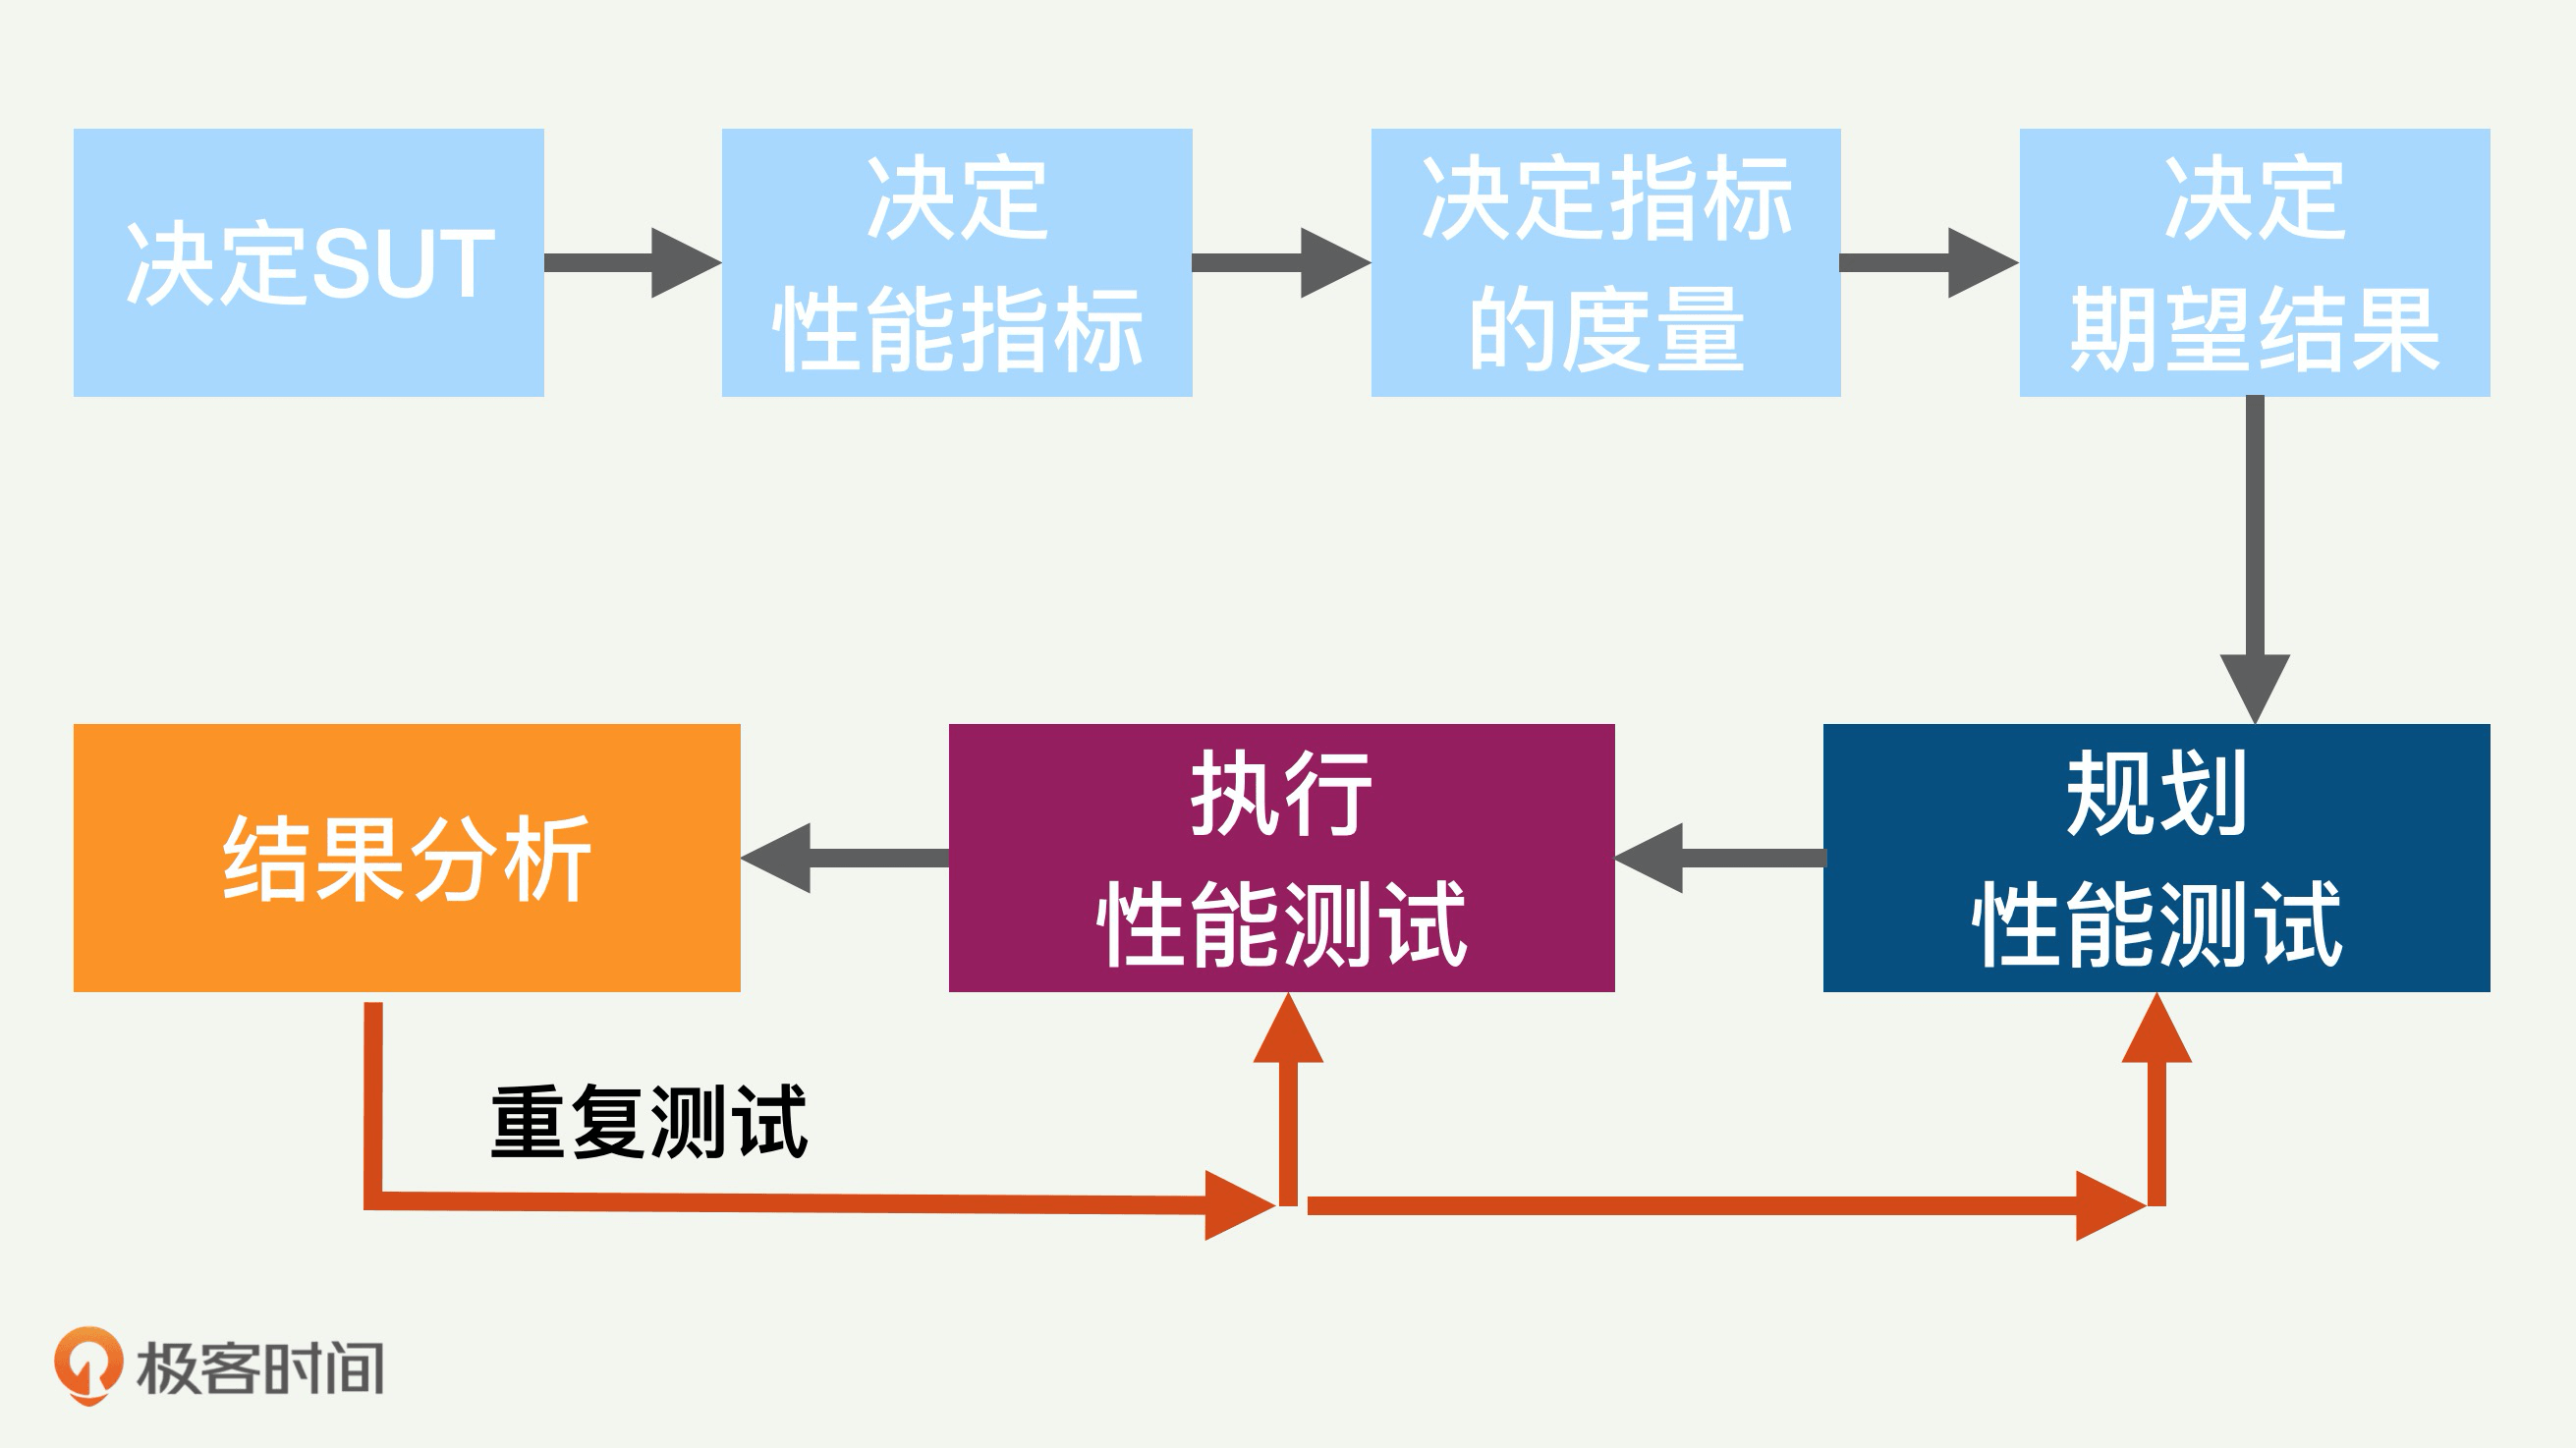 决定SUT
决定
性能指标
决定指标
的度量
决定
期望结果
结果分析
执行
性能测试
规划
性能测试
重复测试
极客时间